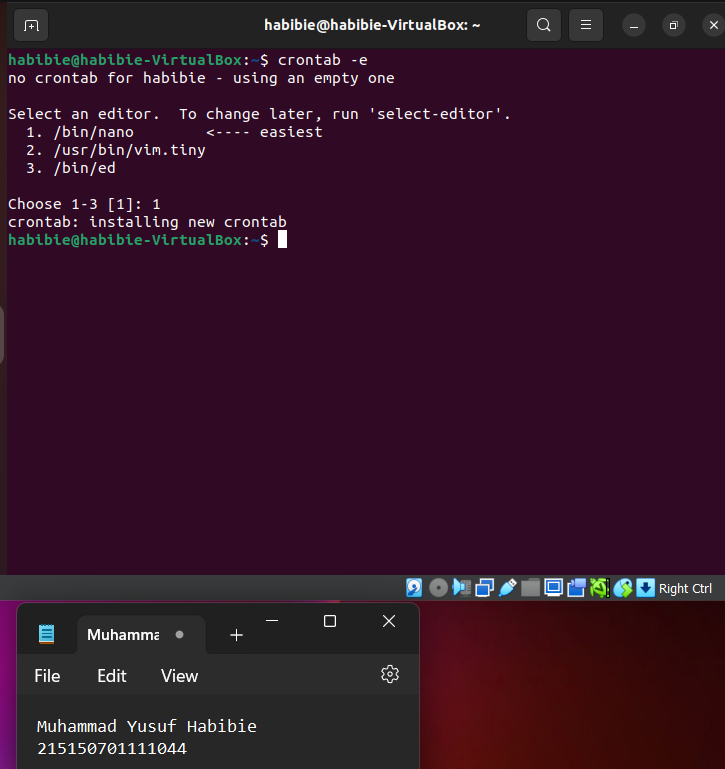 habibie@habibie-VirtualBox: ~
habibie@habibie-VirtualBox:~$ crontab -e
no crontab for habibie - using an empty one
Select an editor.  To change later, run 'select-editor'.
  1. /bin/nano        <---- easiest
  2. /usr/bin/vim.tiny
  3. /bin/ed
Choose 1-3 [1]: 1
crontab: installing new crontab
habibie@habibie-VirtualBox:~$
Right Ctrl
Muhamma
File Edit View
Muhammad Yusuf Habibie
215150701111044